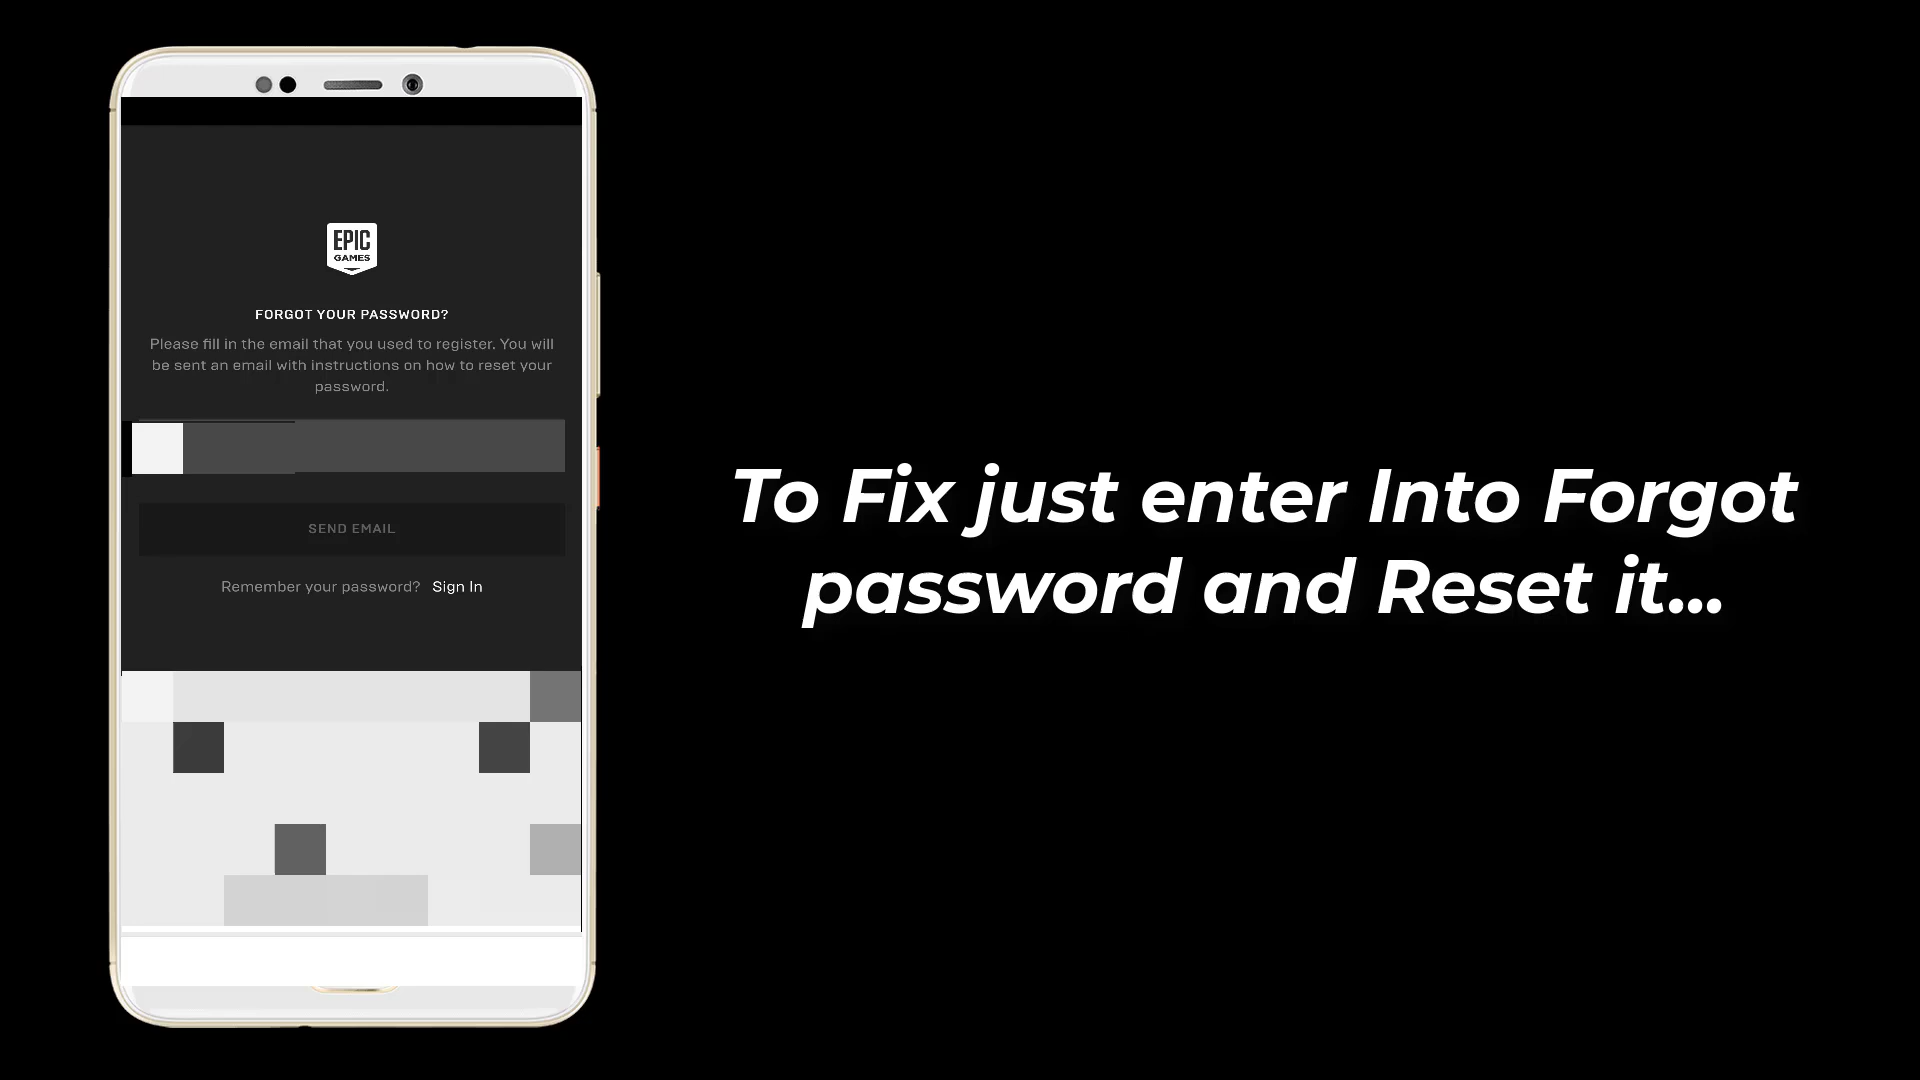 EPIC
GAMES
FORGOT YOUR PASSWORD?
Please fill in the email that you used to register. You will
be sent an email with instructions on how to reset your
password.
SEND EMAIL
Remember your password? Sign In
To Fix just enter Into Forgot
password and Reset it...